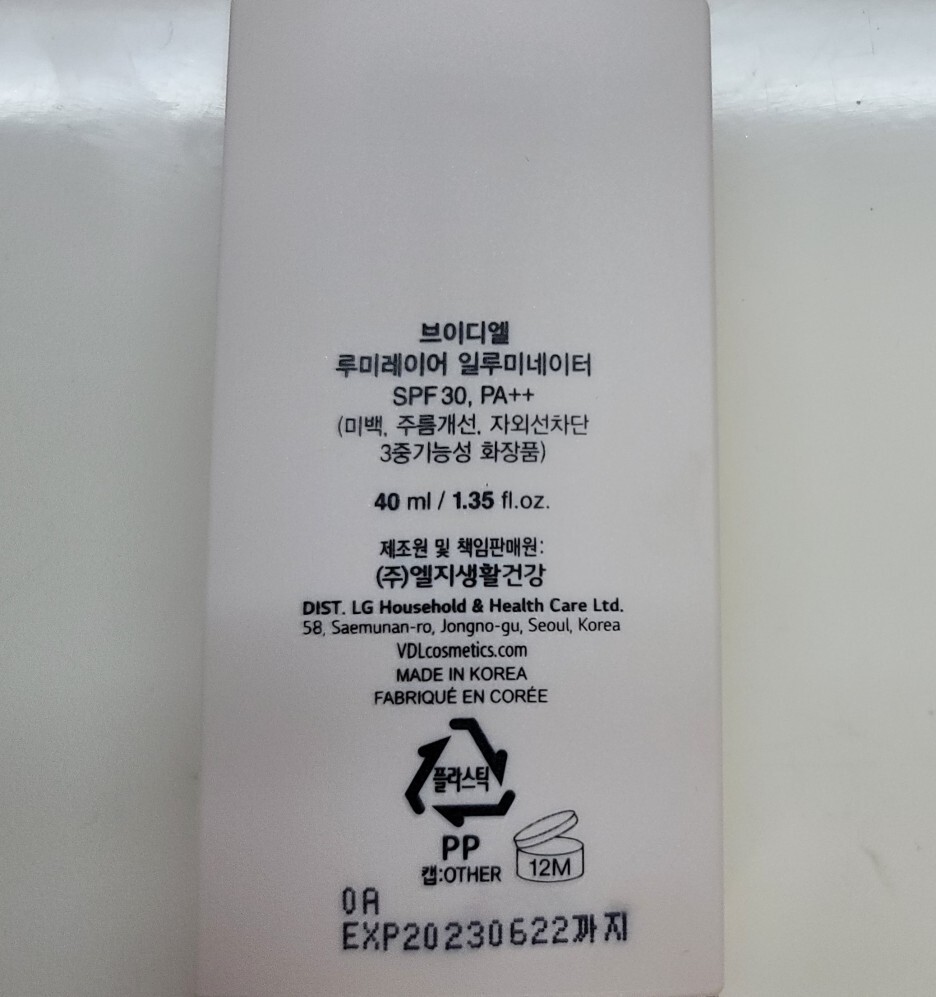 브이디엘
루미레이어 일루미네이터
SPF 30, PA++
(미백, 주름개선, 자외선차단
3중기능성 화장품)
40 ml / 1.35 fl.oz.
제조원 및 책임판매원:
(주)엘지생활건강
DIST. LG Household & Health Care Ltd.
58, Saemunan-ro, Jongno-gu, Seoul, Korea
VDLcosmetics.com
MADE IN KOREA
FABRIQUÉ EN CORÉE
플라스틱
PP
캡:OTHER
12M
0A
EXP20230622까지